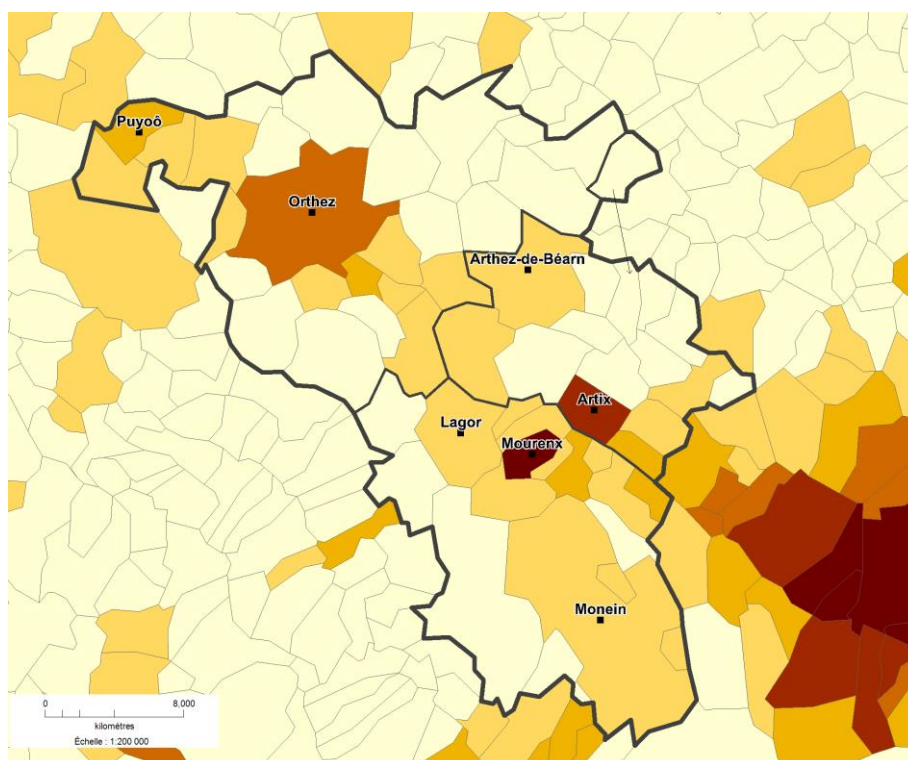 Puyoô
Orthez
Arthez-de-Béarn
Artix
Lagor
Mourenx
Monein
0 8,000
kilomètres
Échelle : 1:200 000